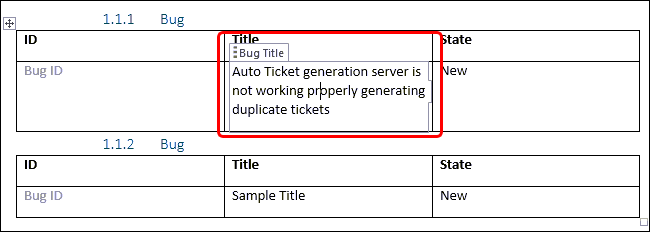 1.1.1 Bug
ID Title State
Bug Title
Bug ID Auto Ticket generation server is New
not working properly generating
duplicate tickets
1.1.2 Bug
ID Title State
Bug ID Sample Title New